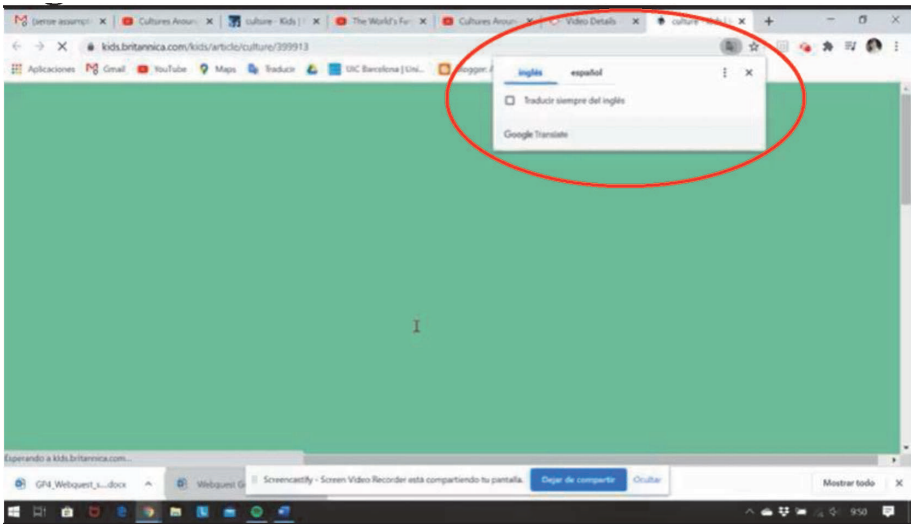 (sense assumpt
Cultures Aroun
culture - Kids |
The World's Fur
Cultures Aroun
Video Details
culture - Kids | b
kids.britannica.com/kids/article/culture/399913
Aplicaciones
Gmail
YouTube
Maps
Traducir
UIC Barcelona | Uni...
inglés español
Traducir siempre del inglés
Google Translate
Esperando a kids.britannica.com...
GP4_Webquest_s....docx
Webquest G
Screencastify - Screen Video Recorder está compartiendo tu pantalla.
Dejar de compartir
Ocultar
Mostrar todo
9:50